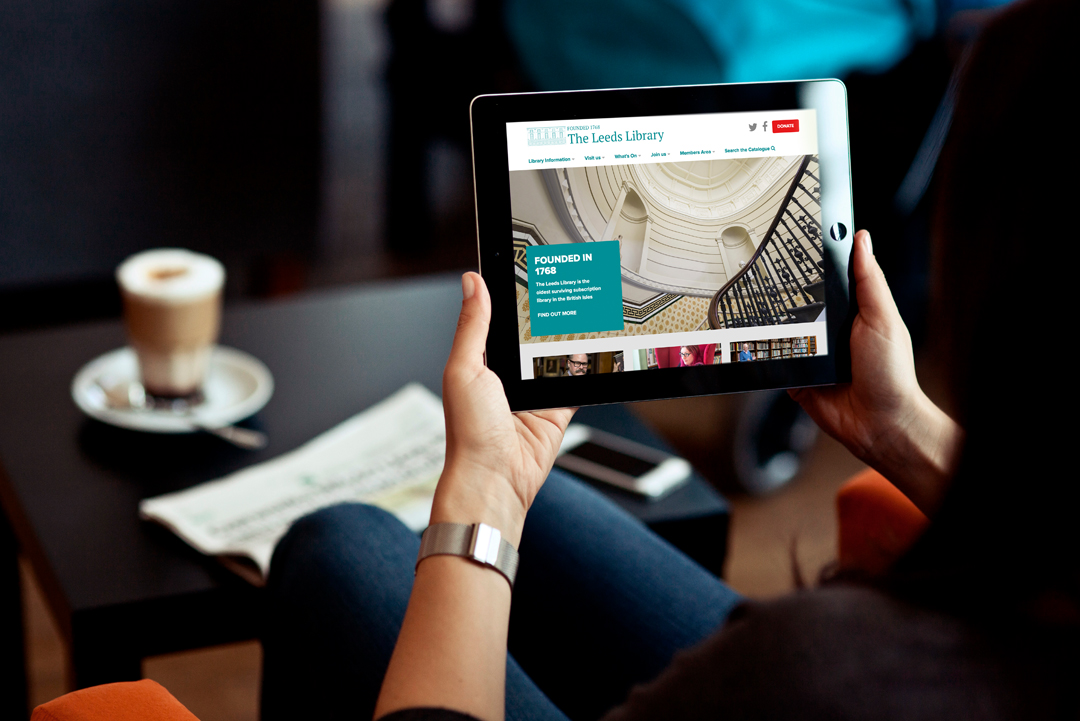 FOUNDED 1768
The Leeds Library
DONATE
Library Information
Visit us
What's On
Join us
Members Area
Search the Catalogue
FOUNDED IN
1768
The Leeds Library is the
oldest surviving subscription
library in the British Isles
FIND OUT MORE